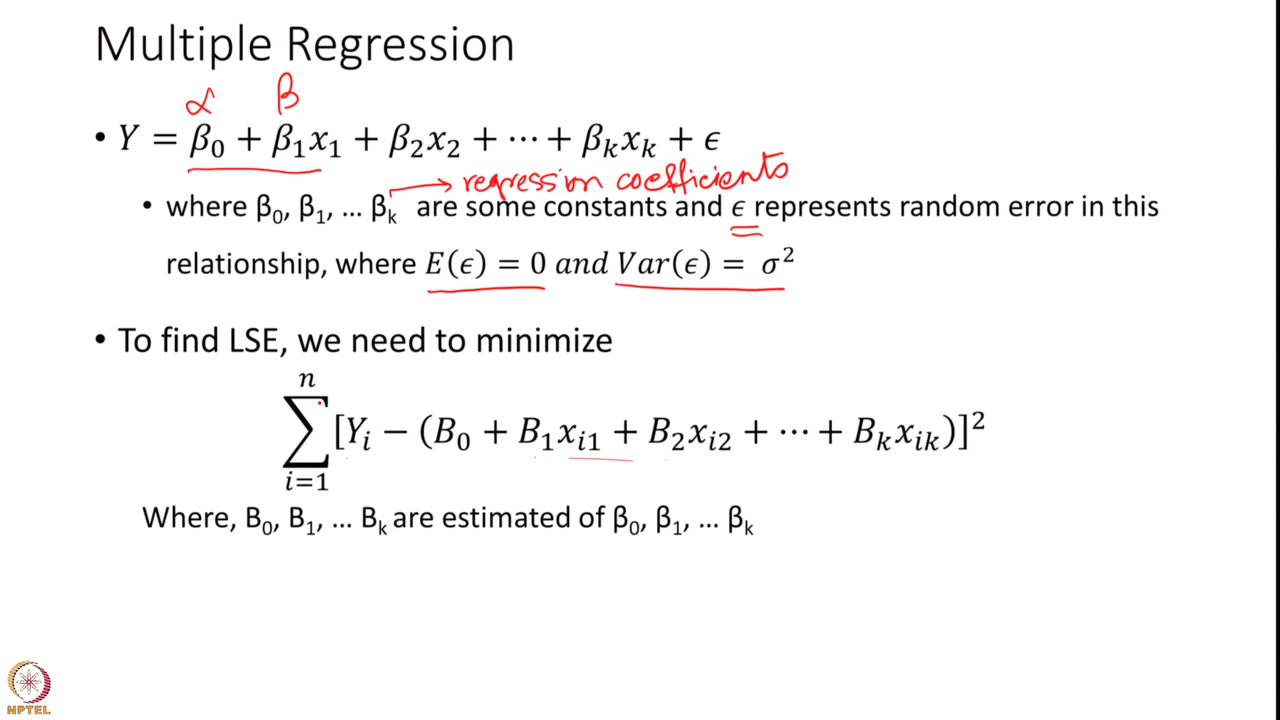 Multiple Regression
α β
• Y = β₀ + β₁x₁ + β₂x₂ + ⋯ + βₖxₖ + ϵ
→ regression coefficients
• where β₀, β₁, … βₖ are some constants and ϵ represents random error in this
relationship, where E(ϵ) = 0 and Var(ϵ) = σ²
• To find LSE, we need to minimize
n
∑ [Yᵢ − (B₀ + B₁xᵢ₁ + B₂xᵢ₂ + ⋯ + Bₖxᵢₖ)]²
i=1
Where, B₀, B₁, … Bₖ are estimated of β₀, β₁, … βₖ
NPTEL